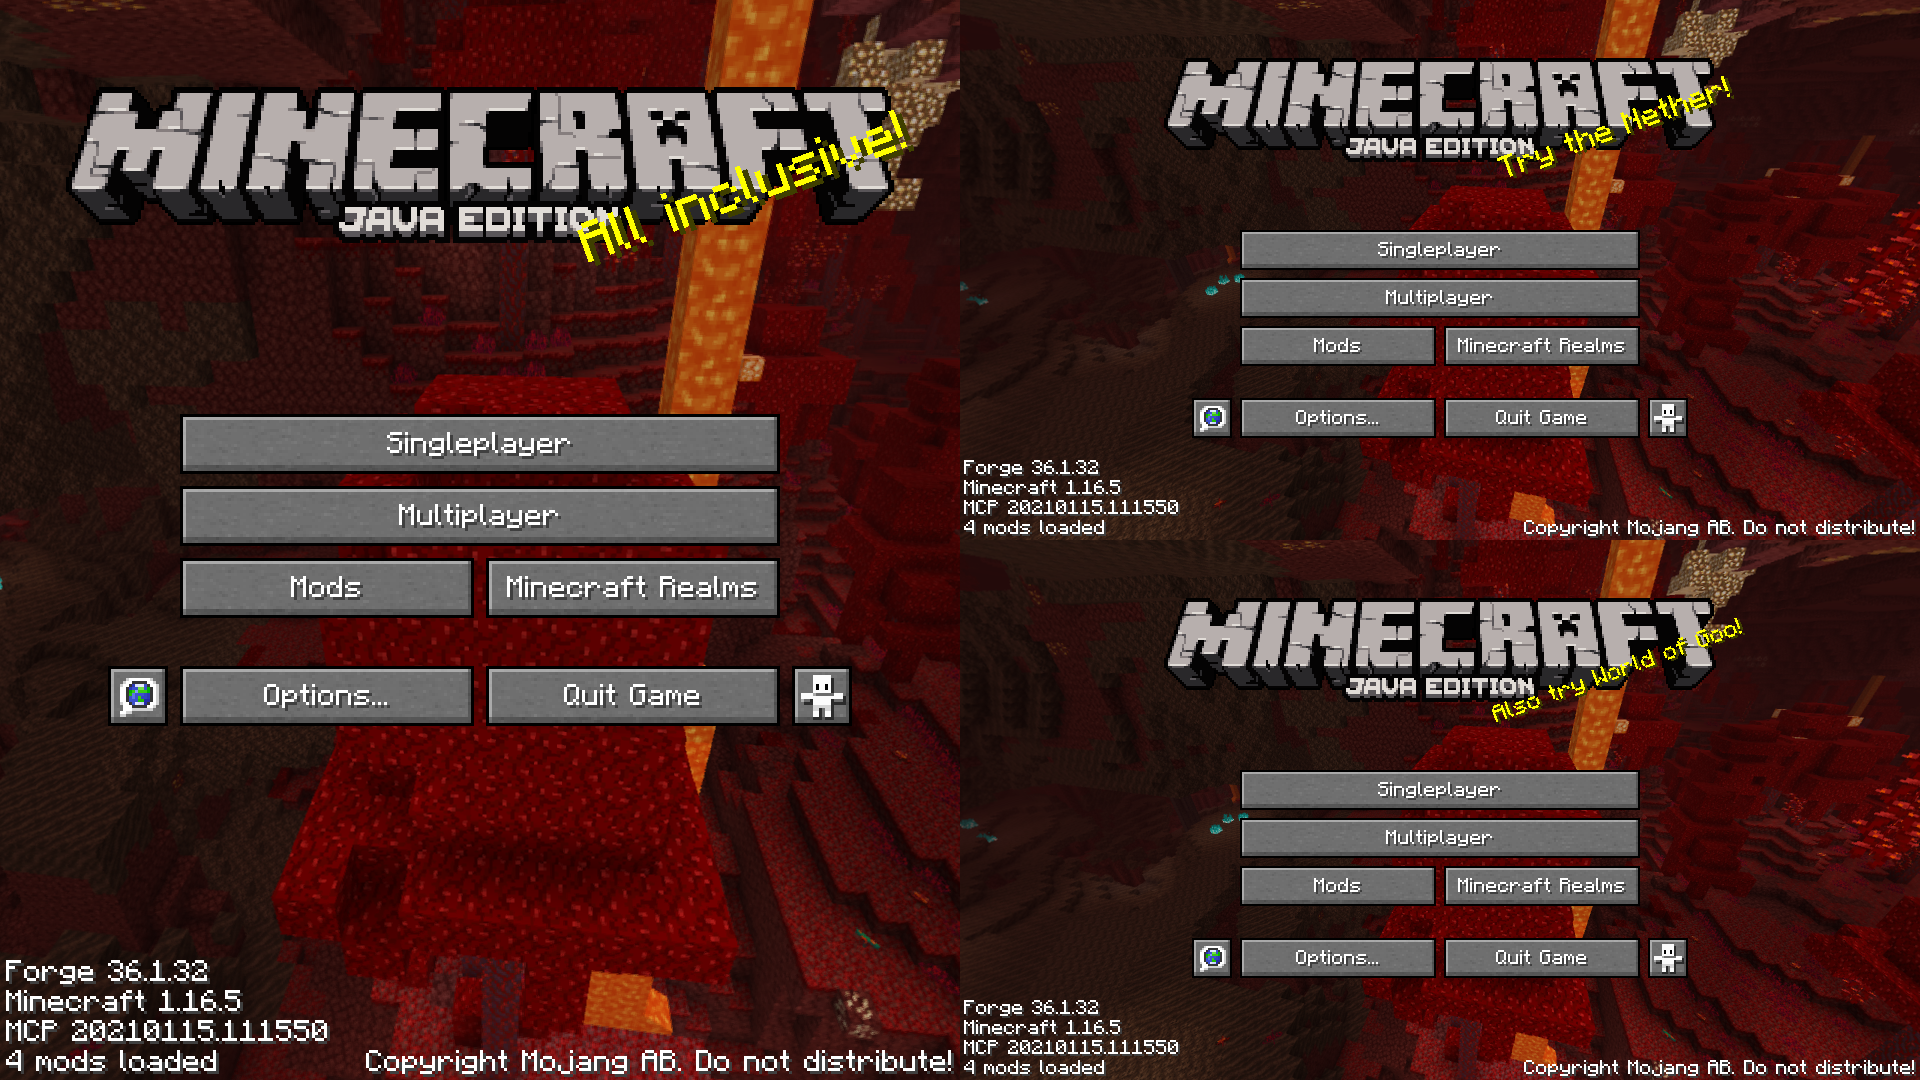 MINECRAFT
JAVA EDITION
All inclusive!
Singleplayer
Multiplayer
Mods
Minecraft Realms
Options...
Quit Game
Forge 36.1.32
Minecraft 1.16.5
MCP 20210115.111550
4 mods loaded
Copyright Mojang AB. Do not distribute!
MINECRAFT
JAVA EDITION
Try the Nether!
Singleplayer
Multiplayer
Mods
Minecraft Realms
Options...
Quit Game
Forge 36.1.32
Minecraft 1.16.5
MCP 20210115.111550
4 mods loaded
Copyright Mojang AB. Do not distribute!
MINECRAFT
JAVA EDITION
Also try World of Goo!
Singleplayer
Multiplayer
Mods
Minecraft Realms
Options...
Quit Game
Forge 36.1.32
Minecraft 1.16.5
MCP 20210115.111550
4 mods loaded
Copyright Mojang AB. Do not distribute!